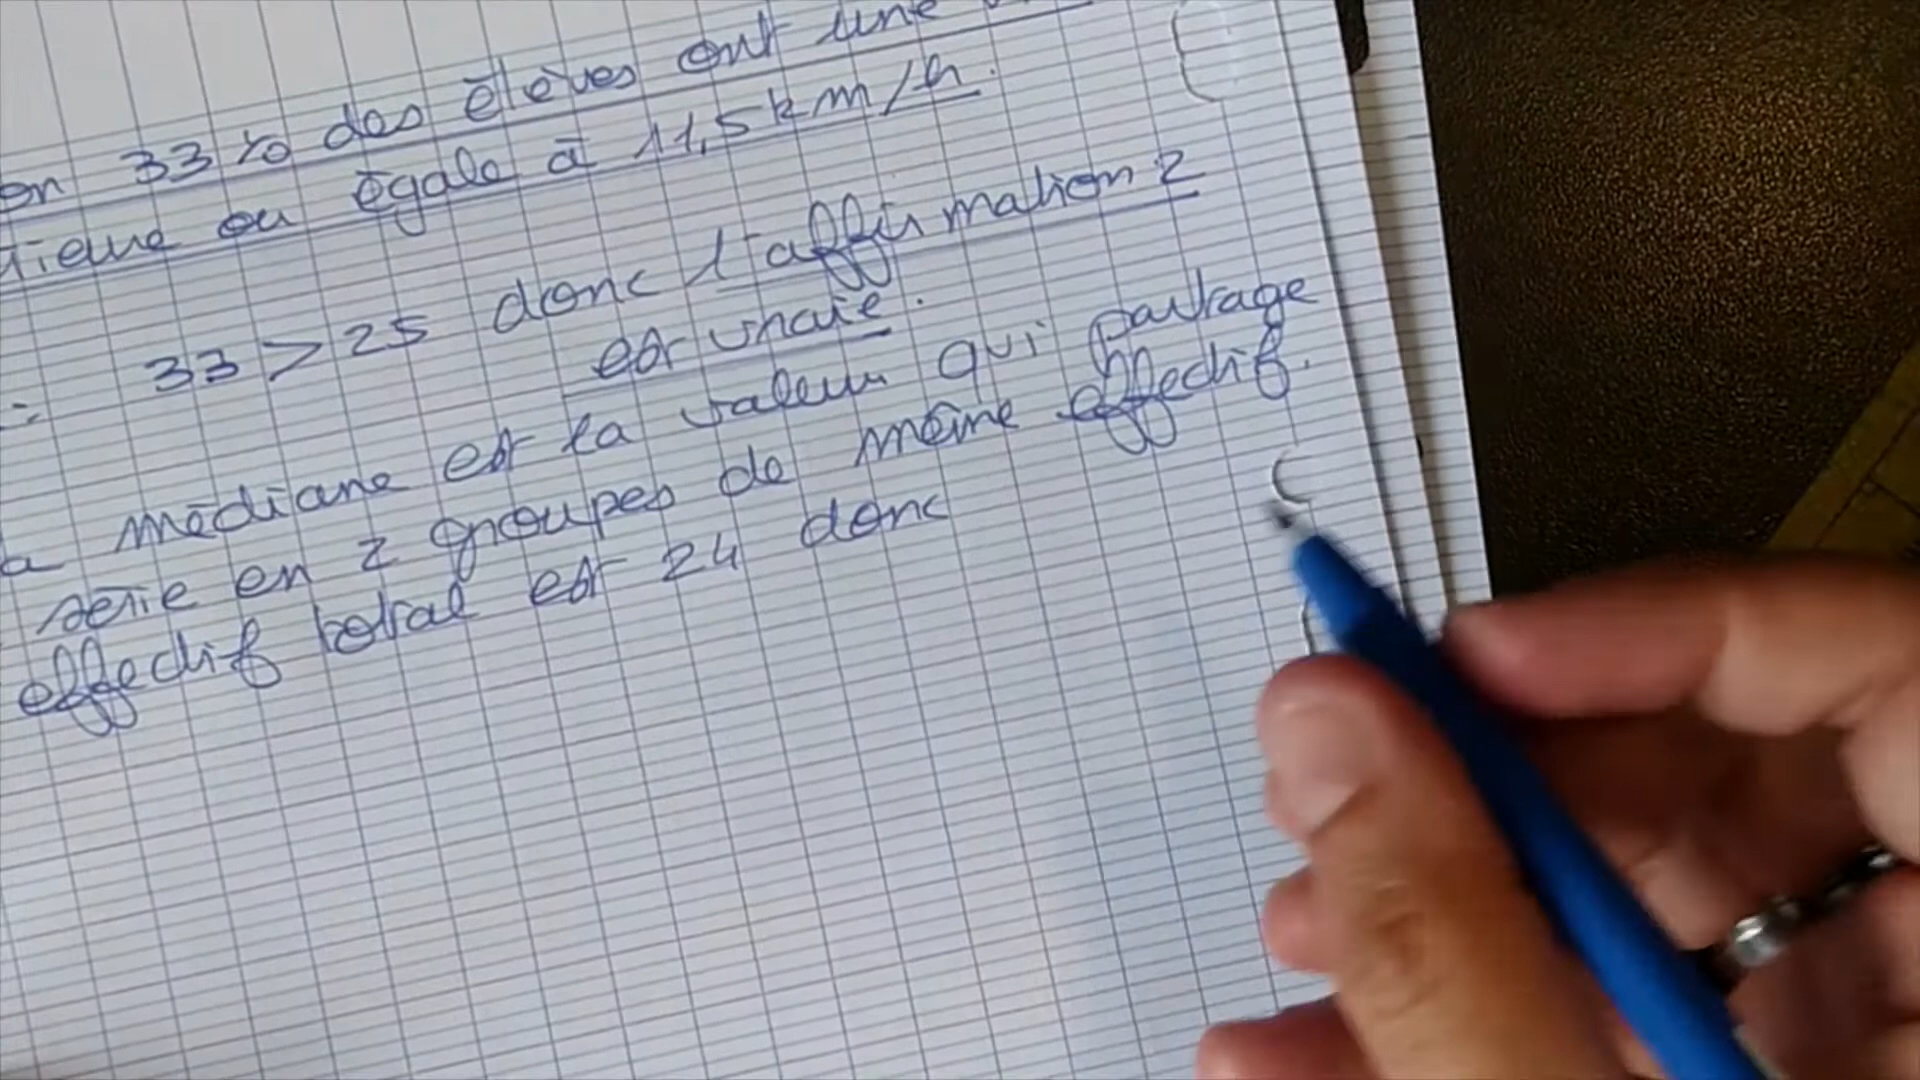 on 33% des élèves ont une
rieure ou égale à 11,5 km/h.
33 > 25 donc l'affirmation 2
est vraie.
a médiane est la valeur qui partage
série en 2 groupes de même effectif.
effectif total est 24 donc